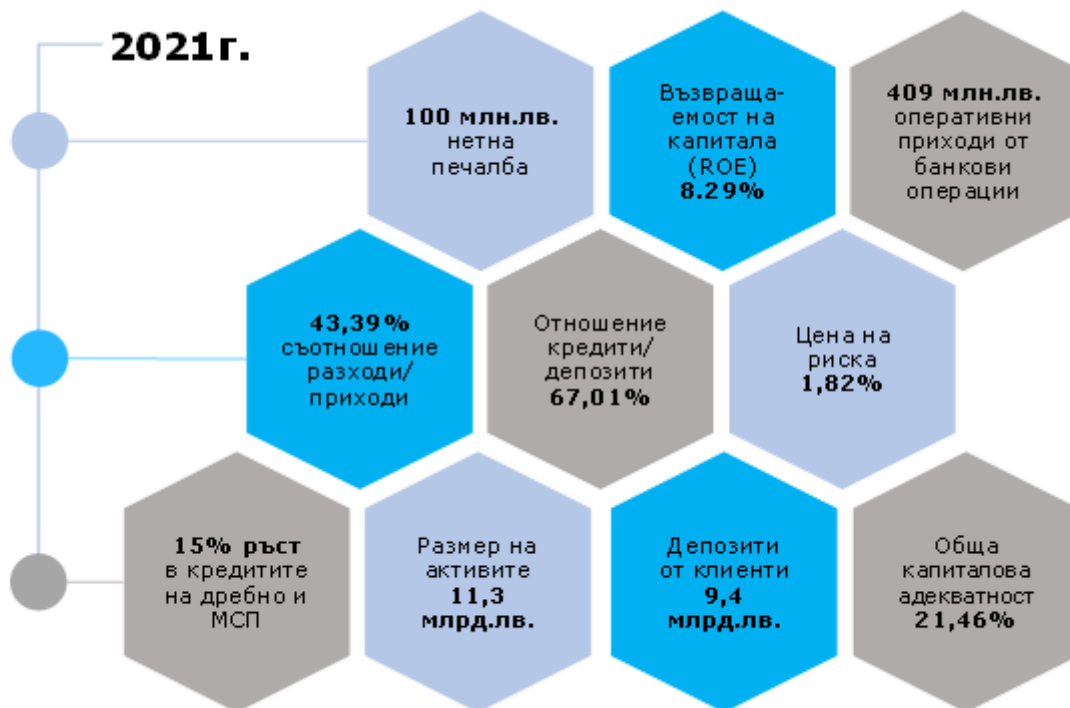 2021г.
100 млн.лв.
нетна
печалба
Възвраща-
емост на
капитала
(ROE)
8.29%
409 млн.лв.
оперативни
приходи от
банкови
операции
43,39%
съотношение
разходи/
приходи
Отношение
кредити/
депозити
67,01%
Цена на
риска
1,82%
15% ръст
в кредитите
на дребно и
МСП
Размер на
активите
11,3
млрд.лв.
Депозити
от клиенти
9,4
млрд.лв.
Обща
капиталова
адекватност
21,46%